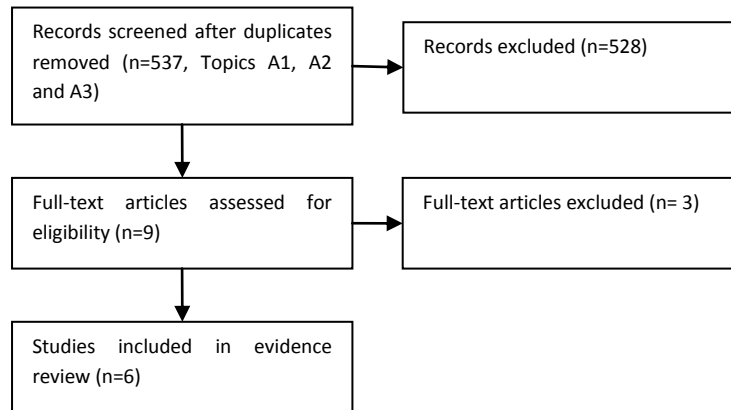 Records screened after duplicates
removed (n=537, Topics A1, A2
and A3)
Records excluded (n=528)
Full-text articles assessed for
eligibility (n=9)
Full-text articles excluded (n= 3)
Studies included in evidence
review (n=6)